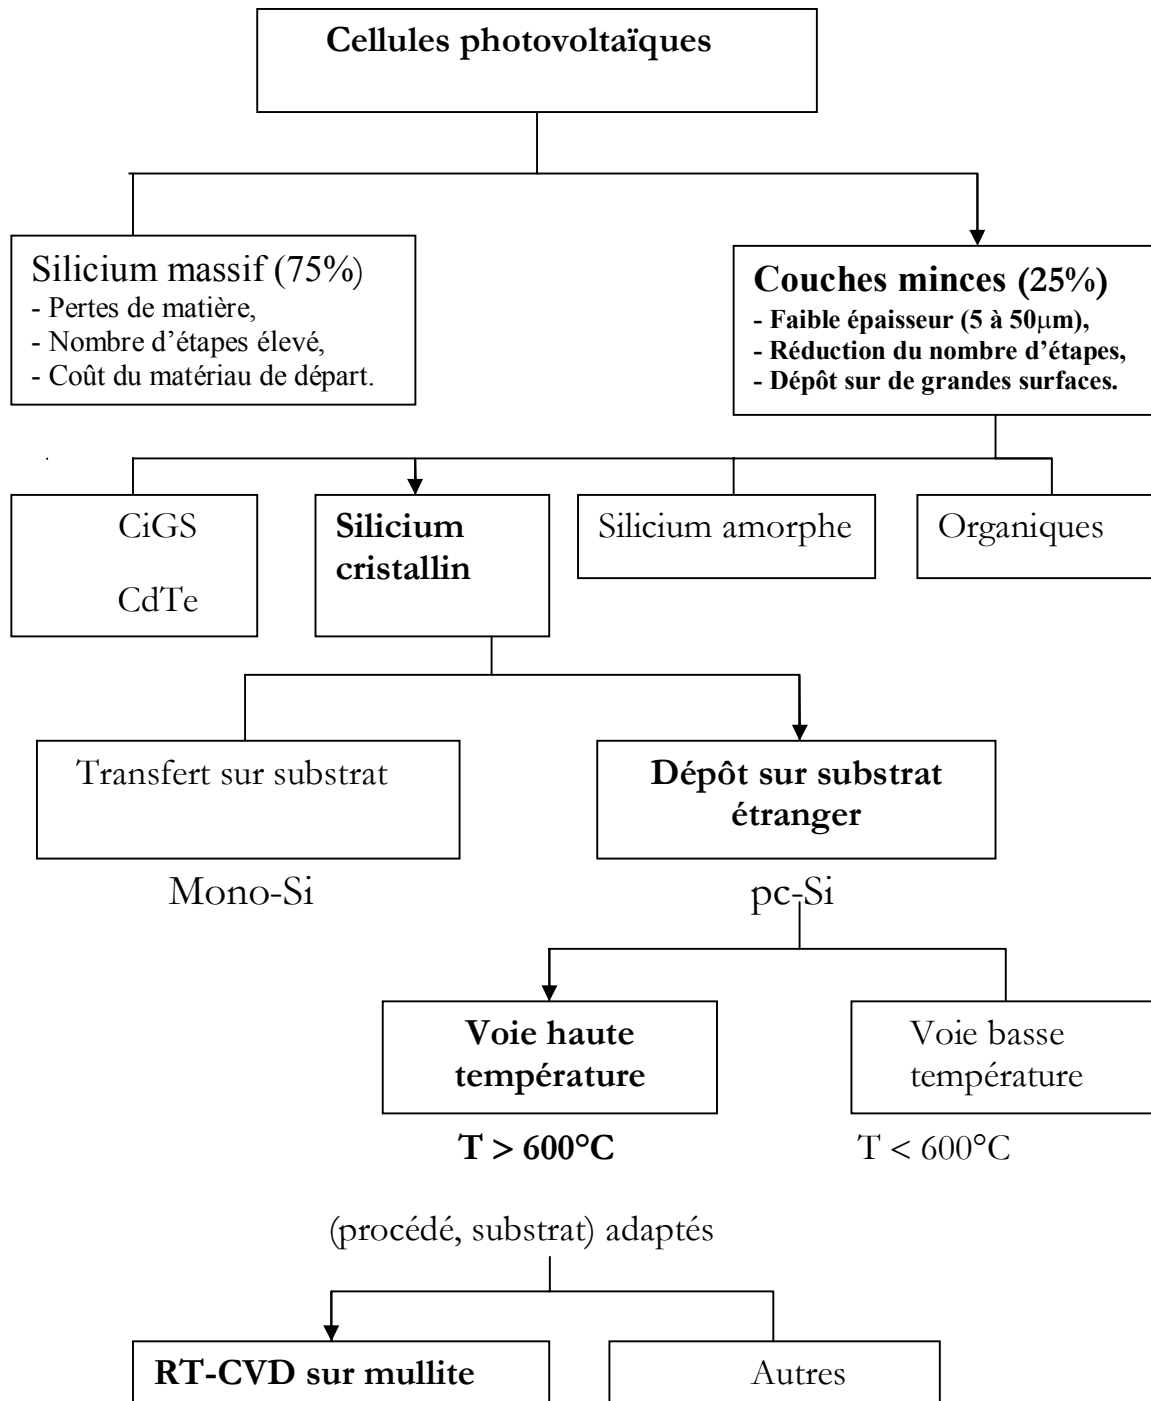 Cellules photovoltaïques
Silicium massif (75%)
- Pertes de matière,
- Nombre d'étapes élevé,
- Coût du matériau de départ.
Couches minces (25%)
- Faible épaisseur (5 à 50μm),
- Réduction du nombre d'étapes,
- Dépôt sur de grandes surfaces.
CiGS
CdTe
Silicium
cristallin
Silicium amorphe
Organiques
Transfert sur substrat
Dépôt sur substrat
étranger
Mono-Si
pc-Si
Voie haute
température
Voie basse
température
T > 600°C
T < 600°C
(procédé, substrat) adaptés
RT-CVD sur mullite
Autres